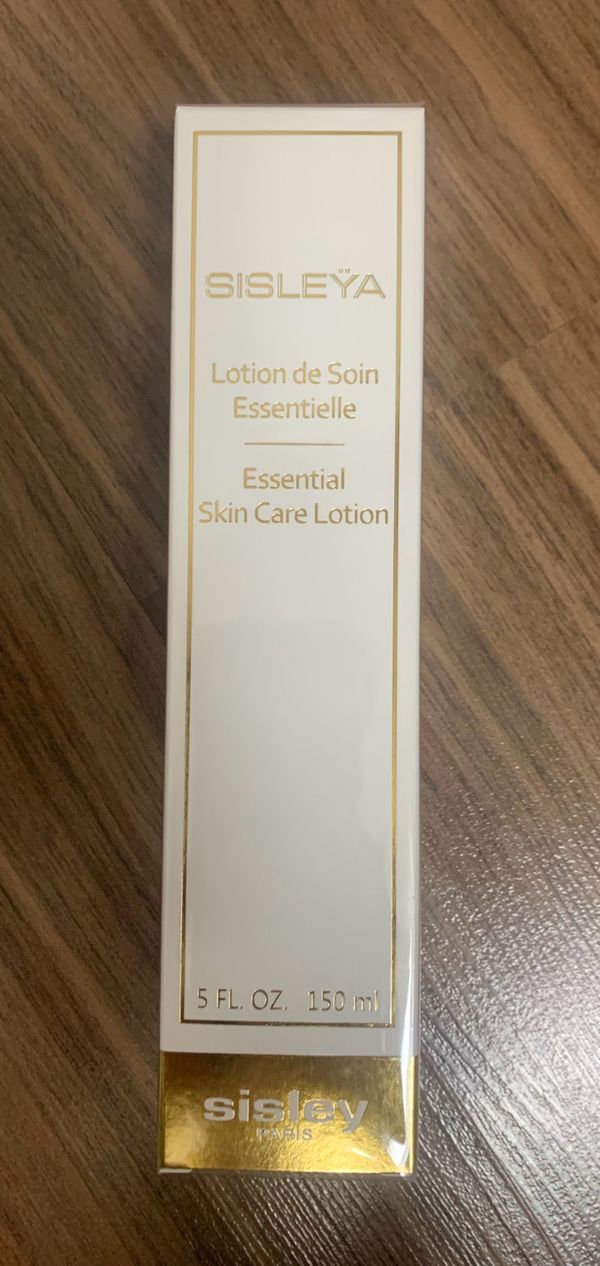 SISLEŸA
Lotion de Soin
Essentielle
Essential
Skin Care Lotion
5 FL. OZ. 150 ml
sisley
PARIS